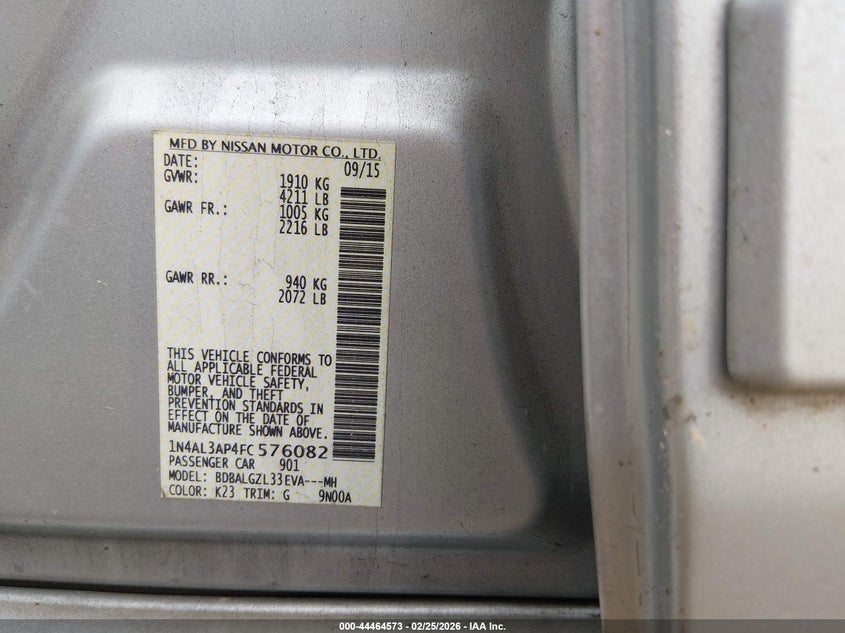 MFD BY NISSAN MOTOR CO., LTD.
DATE: 09/15
GVWR: 1910 KG
4211 LB
GAWR FR.: 1005 KG
2216 LB
GAWR RR.: 940 KG
2072 LB
THIS VEHICLE CONFORMS TO
ALL APPLICABLE FEDERAL
MOTOR VEHICLE SAFETY,
BUMPER, AND THEFT
PREVENTION STANDARDS IN
EFFECT ON THE DATE OF
MANUFACTURE SHOWN ABOVE.
1N4AL3AP4FC576082
PASSENGER CAR 901
MODEL: BDBALGZL33EVA---MH
COLOR: K23 TRIM: G 9N00A
000-44464573 - 02/25/2026 - IAA Inc.